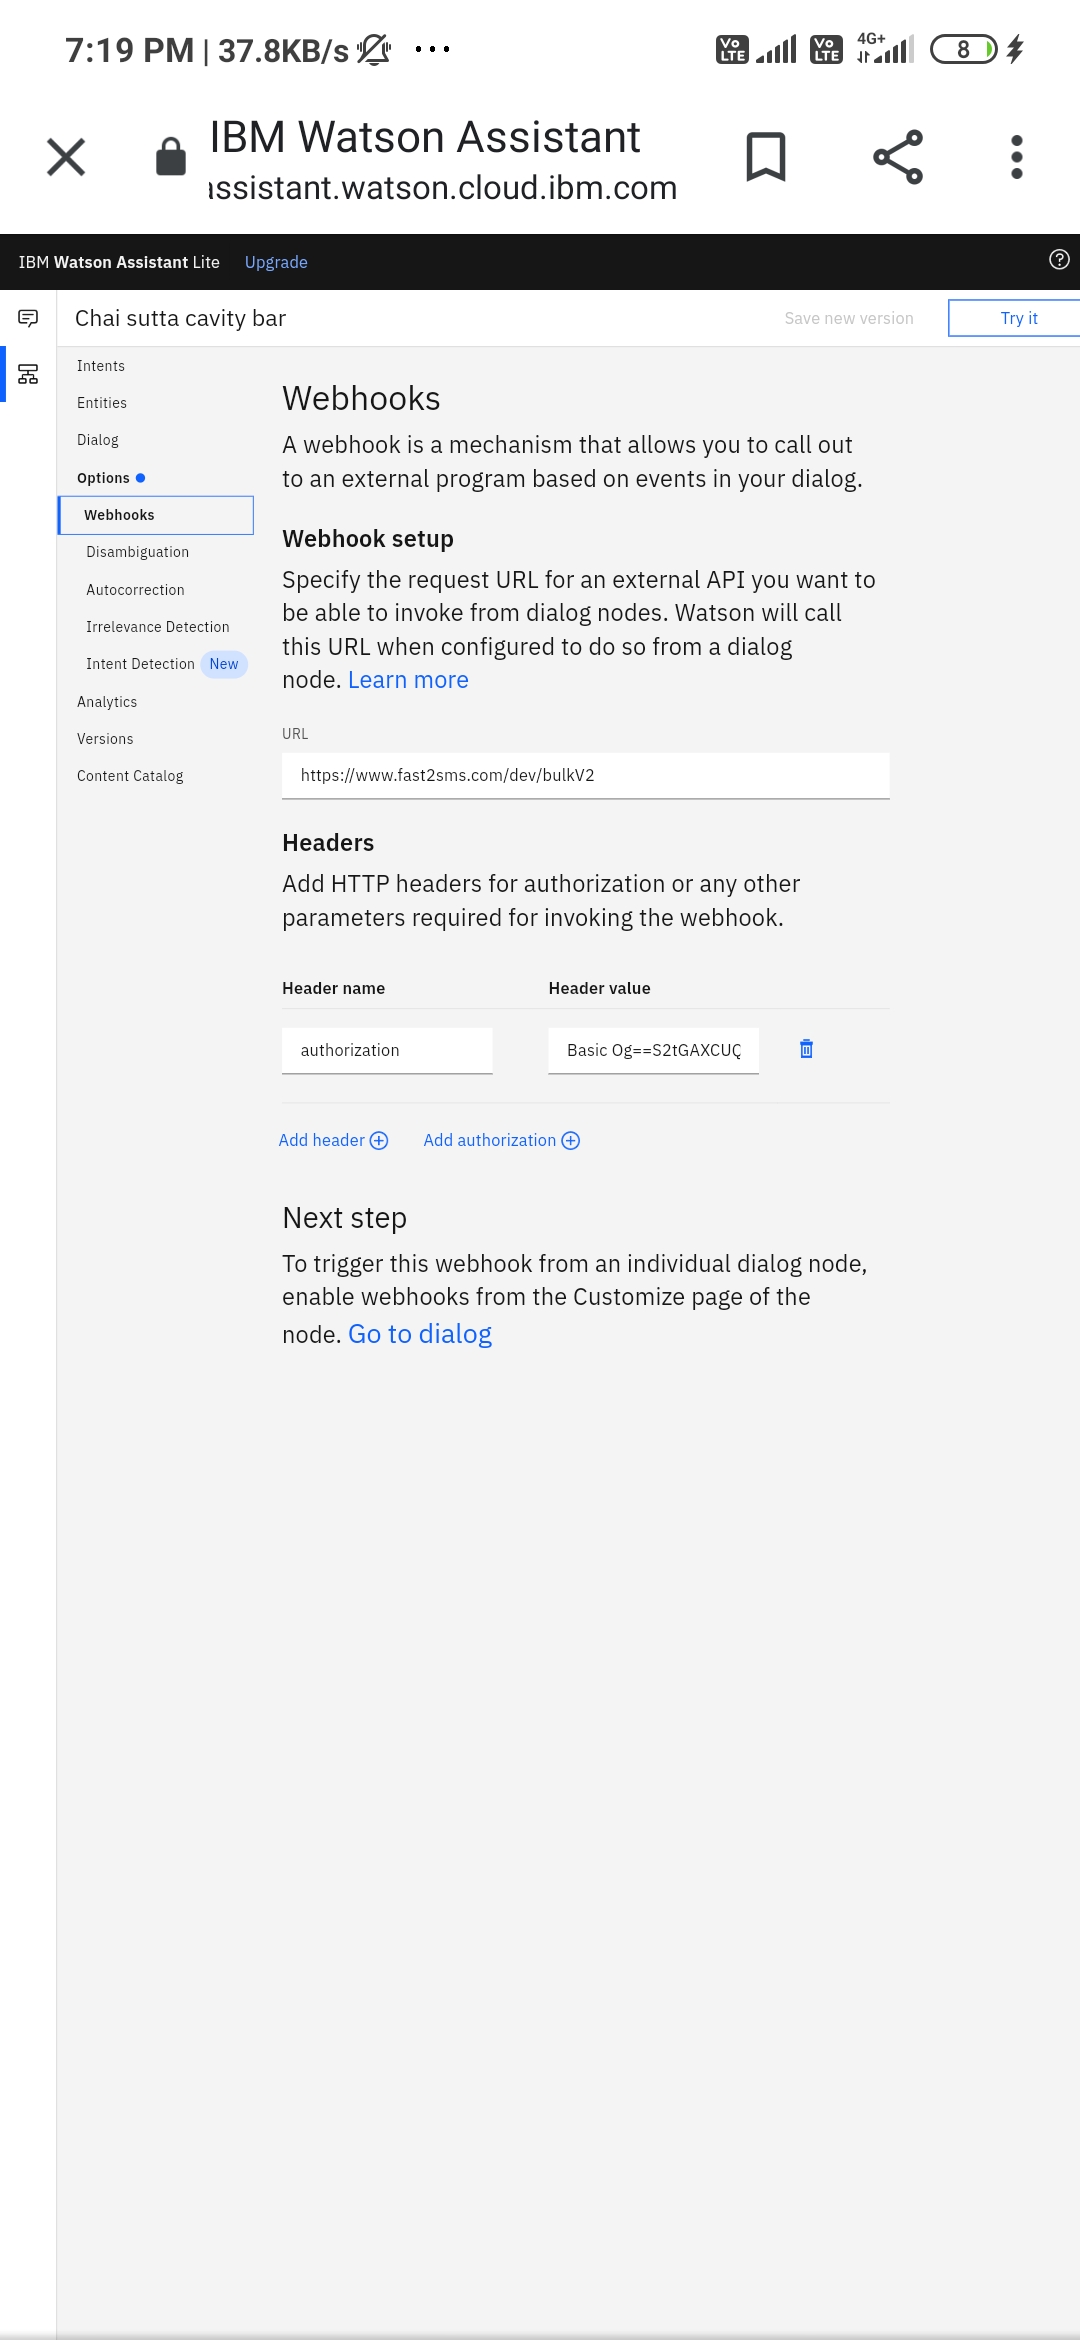 7:19 PM | 37.8KB/s
Vo LTE
Vo LTE
4G+
8
IBM Watson Assistant
assistant.watson.cloud.ibm.com
IBM Watson Assistant Lite
Upgrade
Chai sutta cavity bar
Save new version
Try it
Intents
Entities
Dialog
Options
Webhooks
Disambiguation
Autocorrection
Irrelevance Detection
Intent Detection New
Analytics
Versions
Content Catalog
Webhooks
A webhook is a mechanism that allows you to call out
to an external program based on events in your dialog.
Webhook setup
Specify the request URL for an external API you want to
be able to invoke from dialog nodes. Watson will call
this URL when configured to do so from a dialog
node. Learn more
URL
https://www.fast2sms.com/dev/bulkV2
Headers
Add HTTP headers for authorization or any other
parameters required for invoking the webhook.
Header name
Header value
authorization
Basic Og==S2tGAXCUQ
Add header
Add authorization
Next step
To trigger this webhook from an individual dialog node,
enable webhooks from the Customize page of the
node. Go to dialog